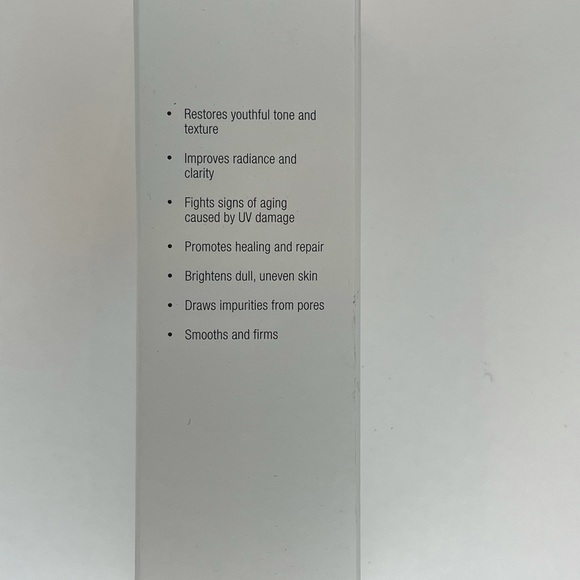 • Restores youthful tone and
texture
• Improves radiance and
clarity
• Fights signs of aging
caused by UV damage
• Promotes healing and repair
• Brightens dull, uneven skin
• Draws impurities from pores
• Smooths and firms